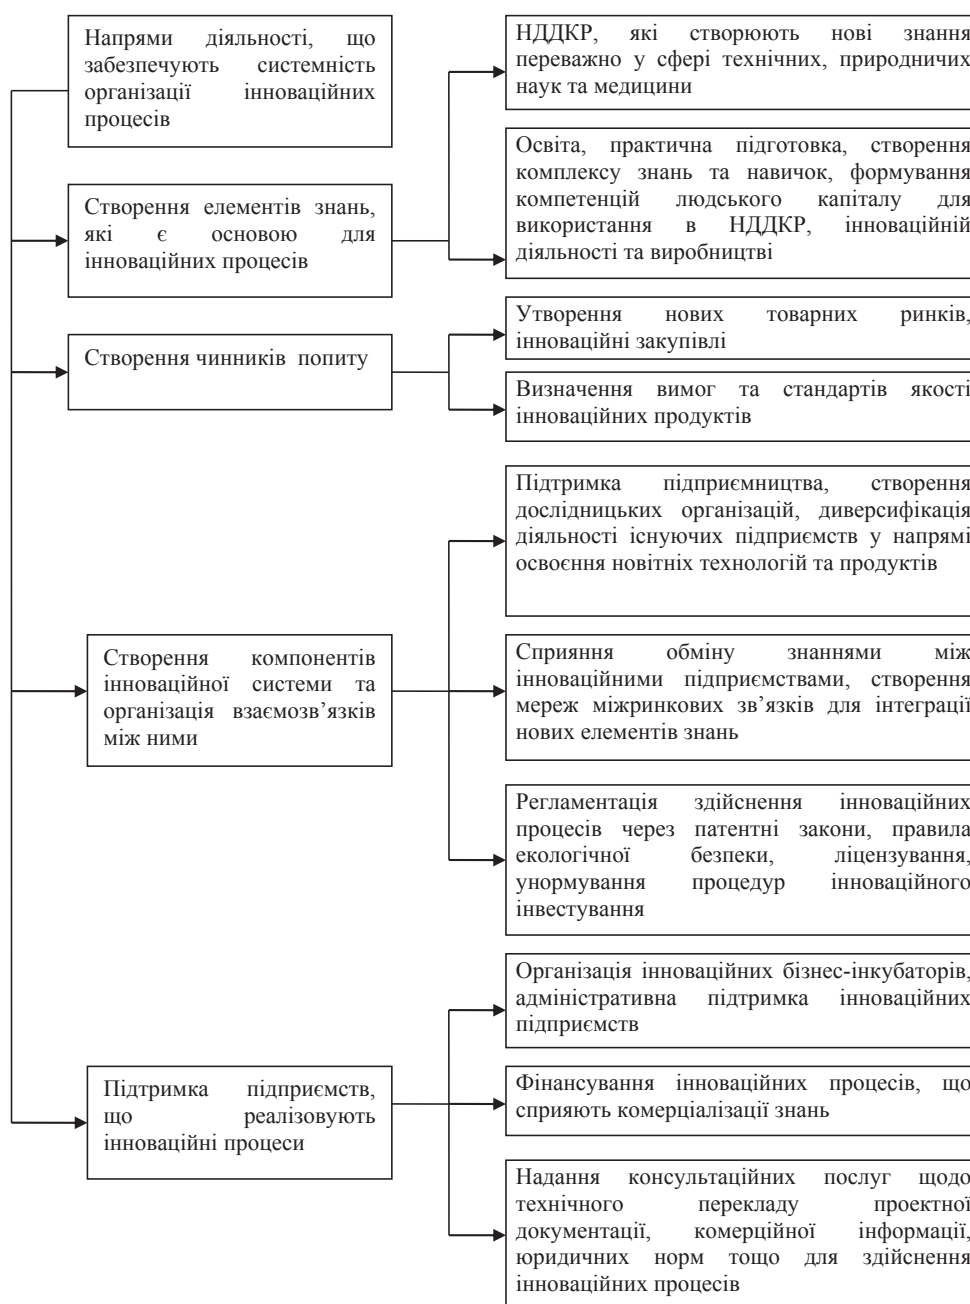 Напрями діяльності, що
забезпечують системність
організації інноваційних
процесів
НДДКР, які створюють нові знання
переважно у сфері технічних, природничих
наук та медицини
Освіта, практична підготовка, створення
комплексу знань та навичок, формування
компетенцій людського капіталу для
використання в НДДКР, інноваційній
діяльності та виробництві
Створення елементів знань,
які є основою для
інноваційних процесів
Утворення нових товарних ринків,
інноваційні закупівлі
Створення чинників попиту
Визначення вимог та стандартів якості
інноваційних продуктів
Підтримка підприємництва, створення
дослідницьких організацій, диверсифікація
діяльності існуючих підприємств у напрямі
освоєння новітніх технологій та продуктів
Створення компонентів
інноваційної системи та
організація взаємозв’язків
між ними
Сприяння обміну знаннями між
інноваційними підприємствами, створення
мереж міжринкових зв’язків для інтеграції
нових елементів знань
Регламентація здійснення інноваційних
процесів через патентні закони, правила
екологічної безпеки, ліцензування,
унормування процедур інноваційного
інвестування
Організація інноваційних бізнес-інкубаторів,
адміністративна підтримка інноваційних
підприємств
Підтримка підприємств,
що реалізовують
інноваційні процеси
Фінансування інноваційних процесів, що
сприяють комерціалізації знань
Надання консультаційних послуг щодо
технічного перекладу проектної
документації, комерційної інформації,
юридичних норм тощо для здійснення
інноваційних процесів